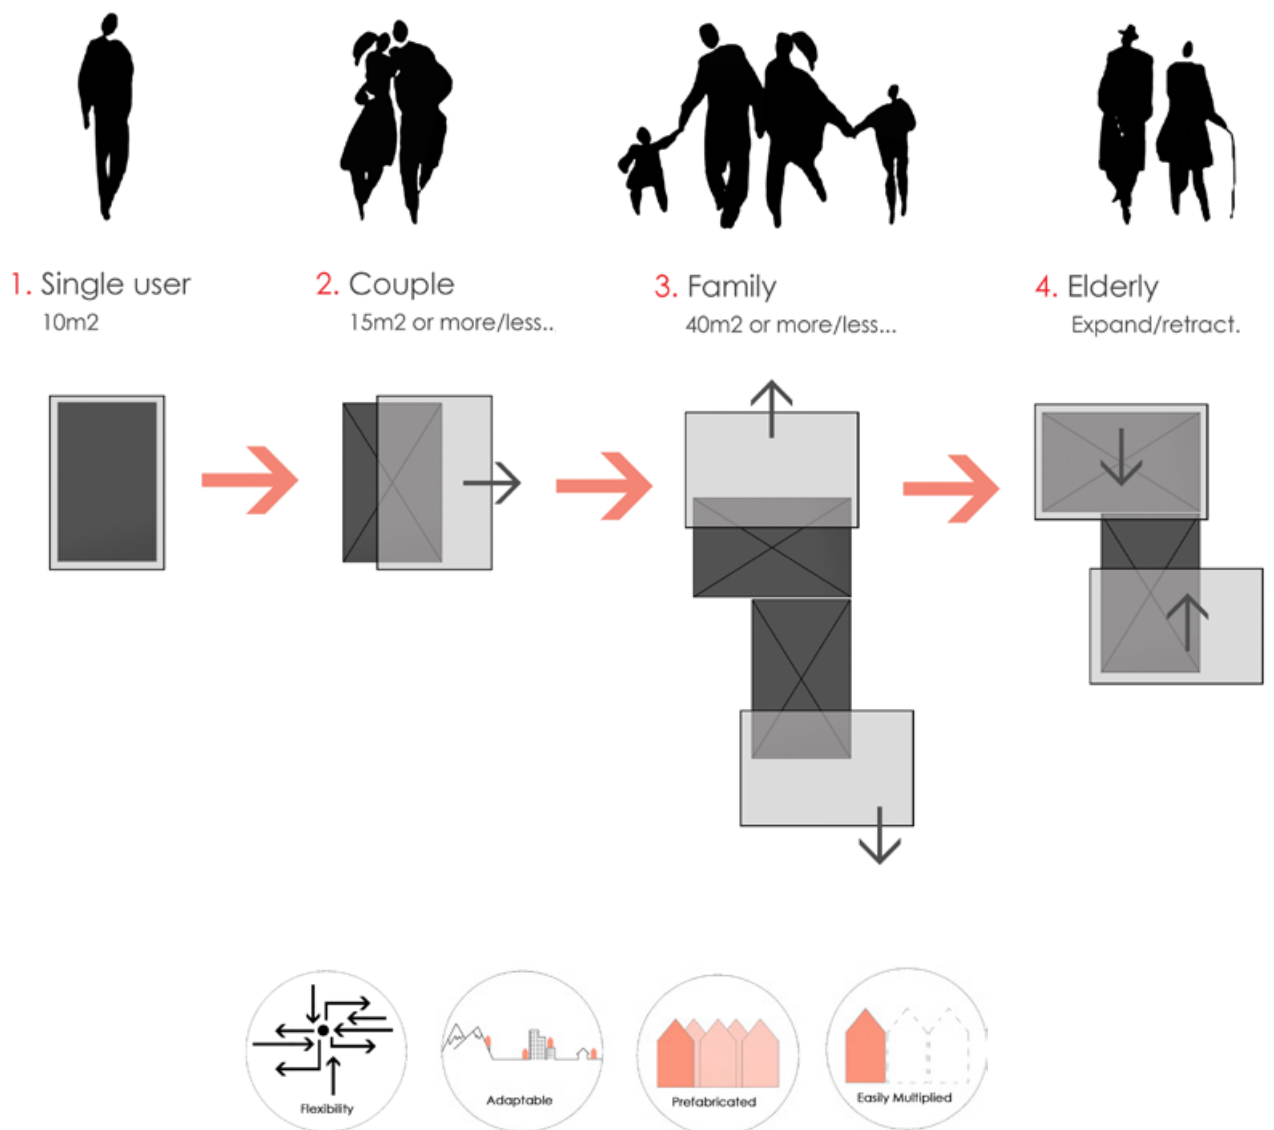 1. Single user
10m2
2. Couple
15m2 or more/less..
3. Family
40m2 or more/less...
4. Elderly
Expand/retract.
Flexibility
Adaptable
Prefabricated
Easily Multiplied